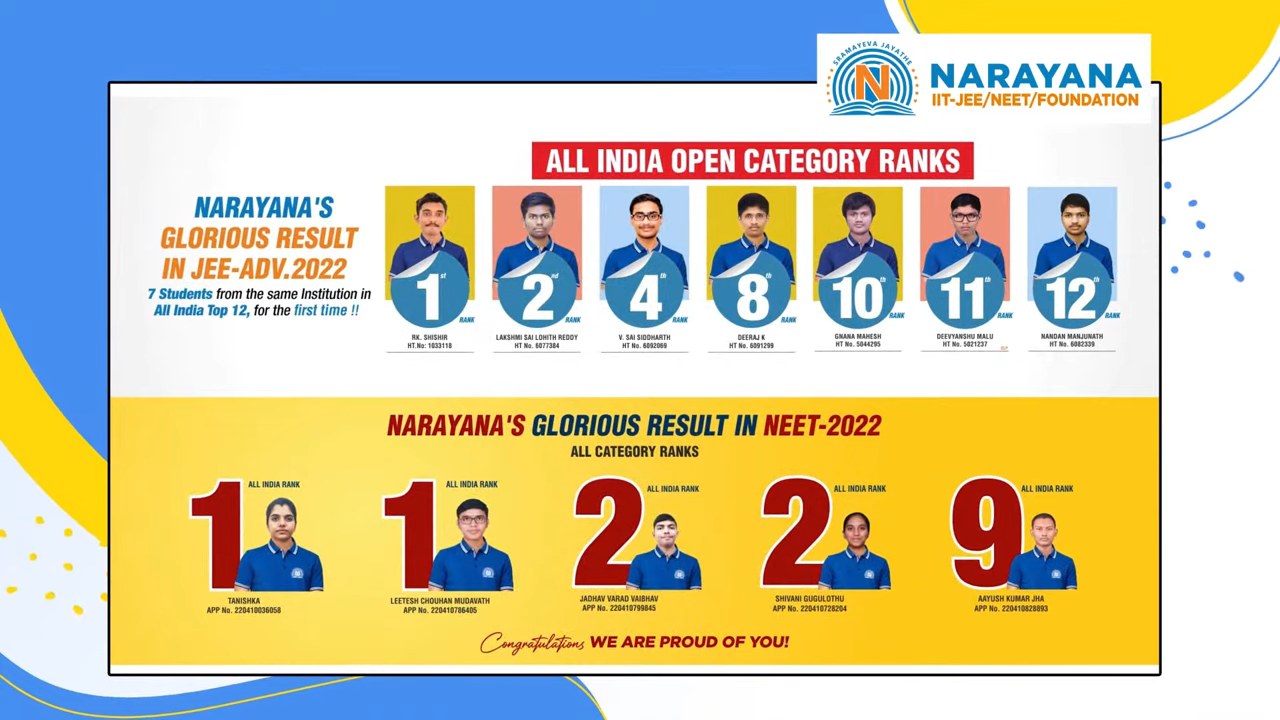 SRAMAYEVA JAYATHE
N
NARAYANA
IIT-JEE/NEET/FOUNDATION
ALL INDIA OPEN CATEGORY RANKS
NARAYANA'S
GLORIOUS RESULT
IN JEE-ADV.2022
7 Students from the same Institution in
All India Top 12, for the first time !!
1st RANK
RK. SHISHIR
HT.No: 1033118
2nd RANK
LAKSHMI SAI LOHITH REDDY
HT No. 6077384
4th RANK
V. SAI SIDDHARTH
HT No. 6092069
8th RANK
DEERAJ K
HT No. 6091299
10th RANK
GNANA MAHESH
HT No. 5044295
11th RANK
DEEVYANSHU MALU
HT No. 5021237
12th RANK
NANDAN MANJUNATH
HT No. 6082339
NARAYANA'S GLORIOUS RESULT IN NEET-2022
ALL CATEGORY RANKS
1 ALL INDIA RANK
TANISHKA
APP No. 220410036058
1 ALL INDIA RANK
LEETESH CHOUHAN MUDAVATH
APP No. 220410786405
2 ALL INDIA RANK
JADHAV VARAD VAIBHAV
APP No. 220410799845
2 ALL INDIA RANK
SHIVANI GUGULOTHU
APP No. 220410728204
9 ALL INDIA RANK
AAYUSH KUMAR JHA
APP No. 220410828893
Congratulations WE ARE PROUD OF YOU!